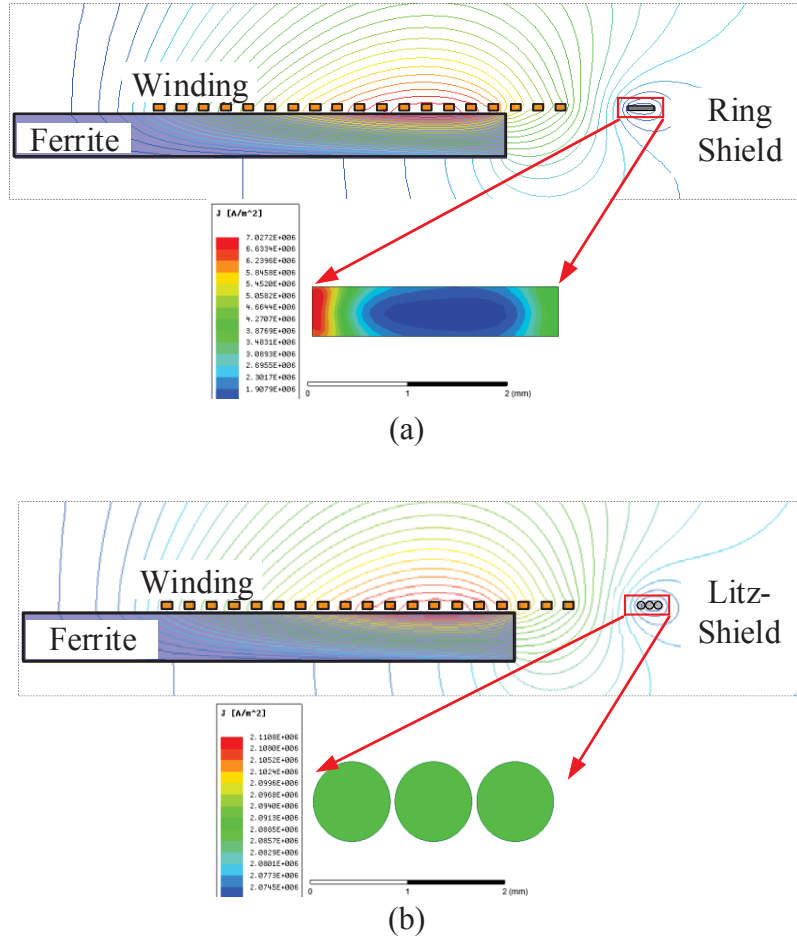 Winding
Ferrite
Ring
Shield
J [A/m^2]
7.0272E+006
6.6334E+006
6.2396E+006
5.8458E+006
5.4520E+006
5.0582E+006
4.6644E+006
4.2707E+006
3.8769E+006
3.4831E+006
3.0893E+006
2.6955E+006
2.3017E+006
1.9079E+006
0 1 2 (mm)
(a)
Winding
Ferrite
Litz-
Shield
J [A/m^2]
2.1108E+006
2.1080E+006
2.1052E+006
2.1024E+006
2.0996E+006
2.0968E+006
2.0940E+006
2.0913E+006
2.0885E+006
2.0857E+006
2.0829E+006
2.0801E+006
2.0773E+006
2.0745E+006
0 1 2 (mm)
(b)